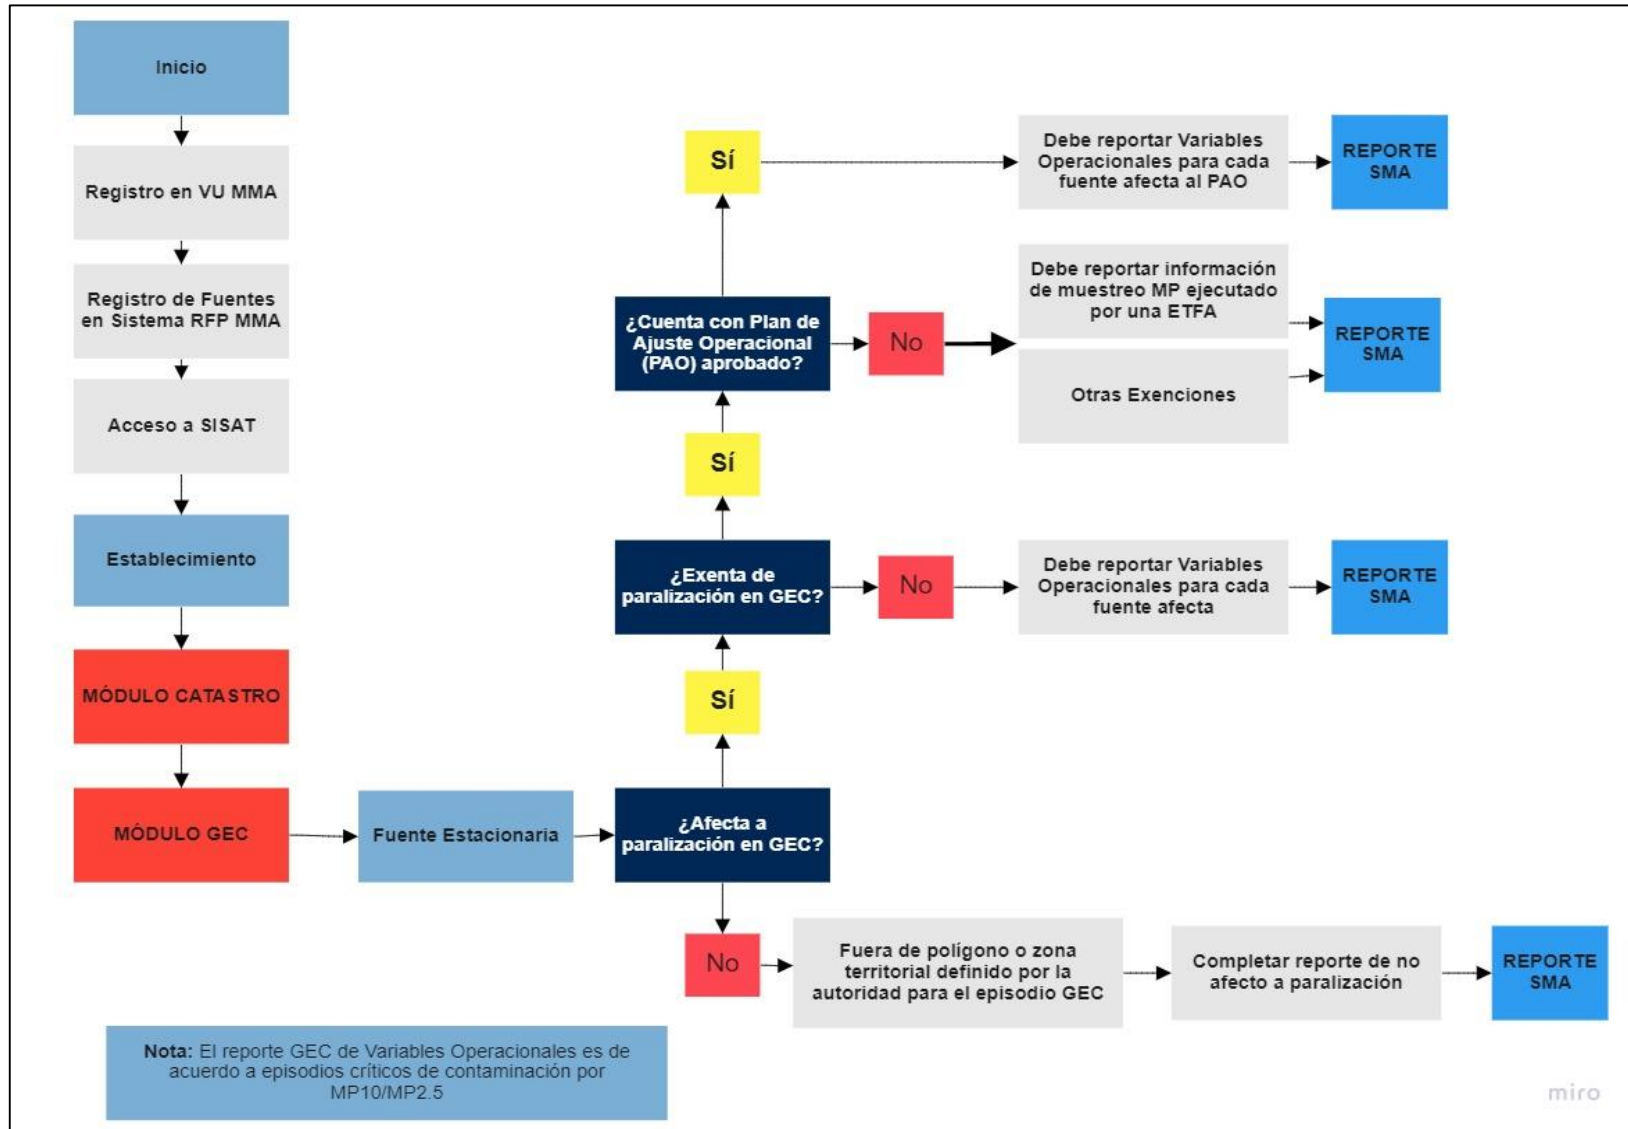 Inicio
Registro en VU MMA
Registro de Fuentes
en Sistema RFP MMA
Acceso a SISAT
Establecimiento
MÓDULO CATASTRO
MÓDULO GEC
Fuente Estacionaria
¿Afecta a
paralización en GEC?
Sí
¿Exenta de
paralización en GEC?
Sí
¿Cuenta con Plan de
Ajuste Operacional
(PAO) aprobado?
Sí
Debe reportar Variables
Operacionales para cada
fuente afecta al PAO
REPORTE
SMA
No
Debe reportar información
de muestreo MP ejecutado
por una ETFA
Otras Exenciones
REPORTE
SMA
No
Debe reportar Variables
Operacionales para cada
fuente afecta
REPORTE
SMA
No
Fuera de polígono o zona
territorial definido por la
autoridad para el episodio GEC
Completar reporte de no
afecto a paralización
REPORTE
SMA
Nota: El reporte GEC de Variables Operacionales es de
acuerdo a episodios críticos de contaminación por
MP10/MP2.5
miro